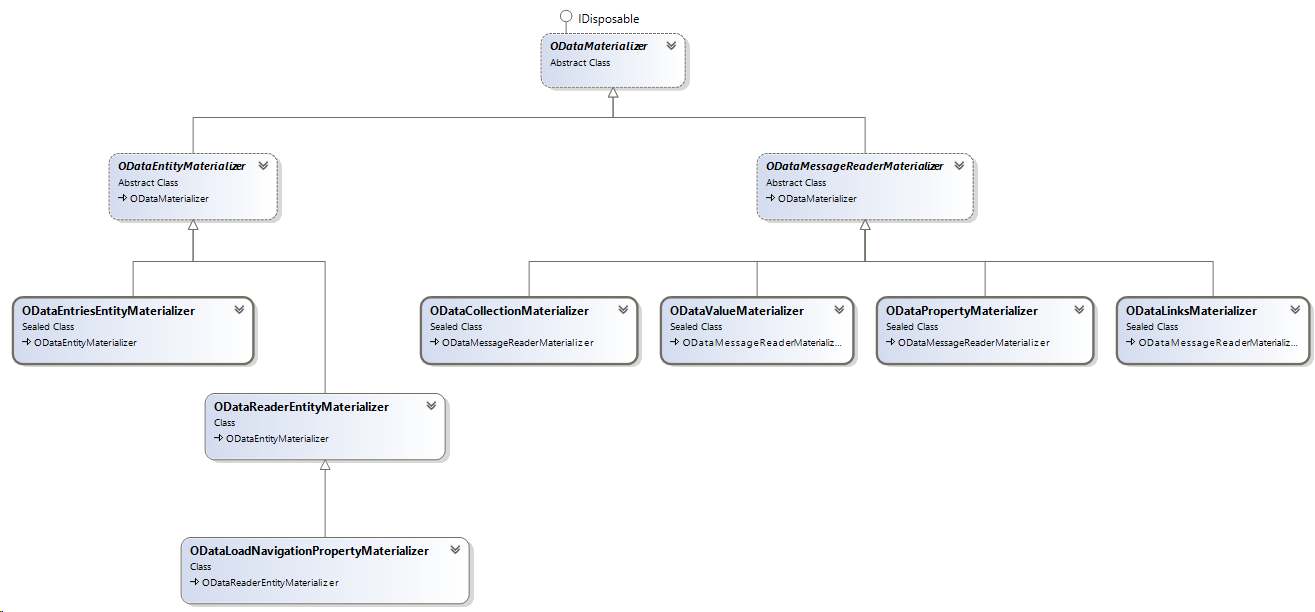 IDisposable
ODataMaterializer
Abstract Class
ODataEntityMaterializer
Abstract Class
ODataMaterializer
ODataMessageReaderMaterializer
Abstract Class
ODataMaterializer
ODataEntriesEntityMaterializer
Sealed Class
ODataEntityMaterializer
ODataCollectionMaterializer
Sealed Class
ODataMessageReaderMaterializer
ODataValueMaterializer
Sealed Class
ODataMessageReaderMaterializ...
ODataPropertyMaterializer
Sealed Class
ODataMessageReaderMaterializer
ODataLinksMaterializer
Sealed Class
ODataMessageReaderMaterializ...
ODataReaderEntityMaterializer
Class
ODataEntityMaterializer
ODataLoadNavigationPropertyMaterializer
Class
ODataReaderEntityMaterializer